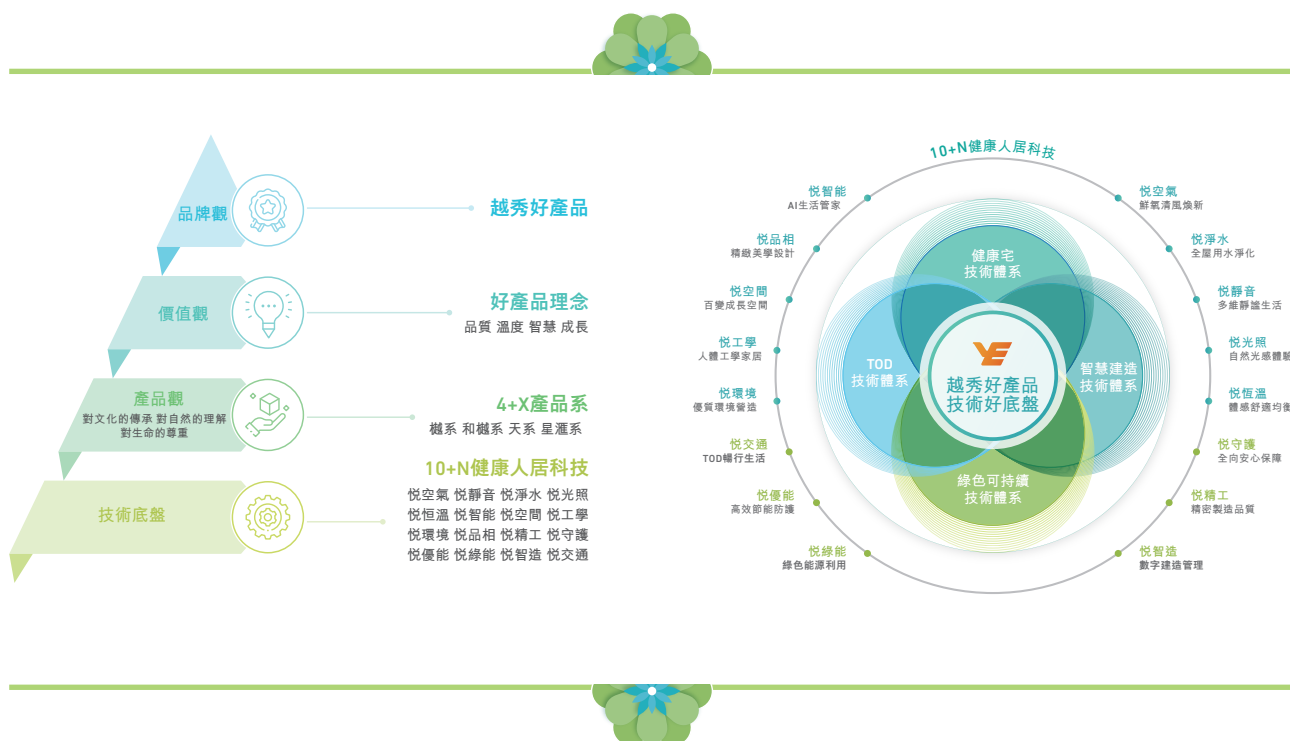 品牌觀
越秀好產品
價值觀
好產品理念
品質 溫度 智慧 成長
產品觀
對文化的傳承 對自然的理解
對生命的尊重
4+X產品系
樾系 和樾系 天系 星滙系
技術底盤
10+N健康人居科技
悅空氣 悅靜音 悅淨水 悅光照
悅恒溫 悅智能 悅空間 悅工學
悅環境 悅品相 悅精工 悅守護
悅優能 悅綠能 悅智造 悅交通
10+N健康人居科技
悅智能
AI生活管家
悅品相
精緻美學設計
悅空間
百變成長空間
悅工學
人體工學家居
悅環境
優質環境營造
悅交通
TOD暢行生活
悅優能
高效節能防護
悅綠能
綠色能源利用
健康宅
技術體系
TOD
技術體系
智慧建造
技術體系
綠色可持續
技術體系
越秀好產品
技術好底盤
悅空氣
鮮氧清風煥新
悅淨水
全屋用水淨化
悅靜音
多維靜謐生活
悅光照
自然光感體驗
悅恆溫
體感舒適均衡
悅守護
全向安心保障
悅精工
精密製造品質
悅智造
數字建造管理